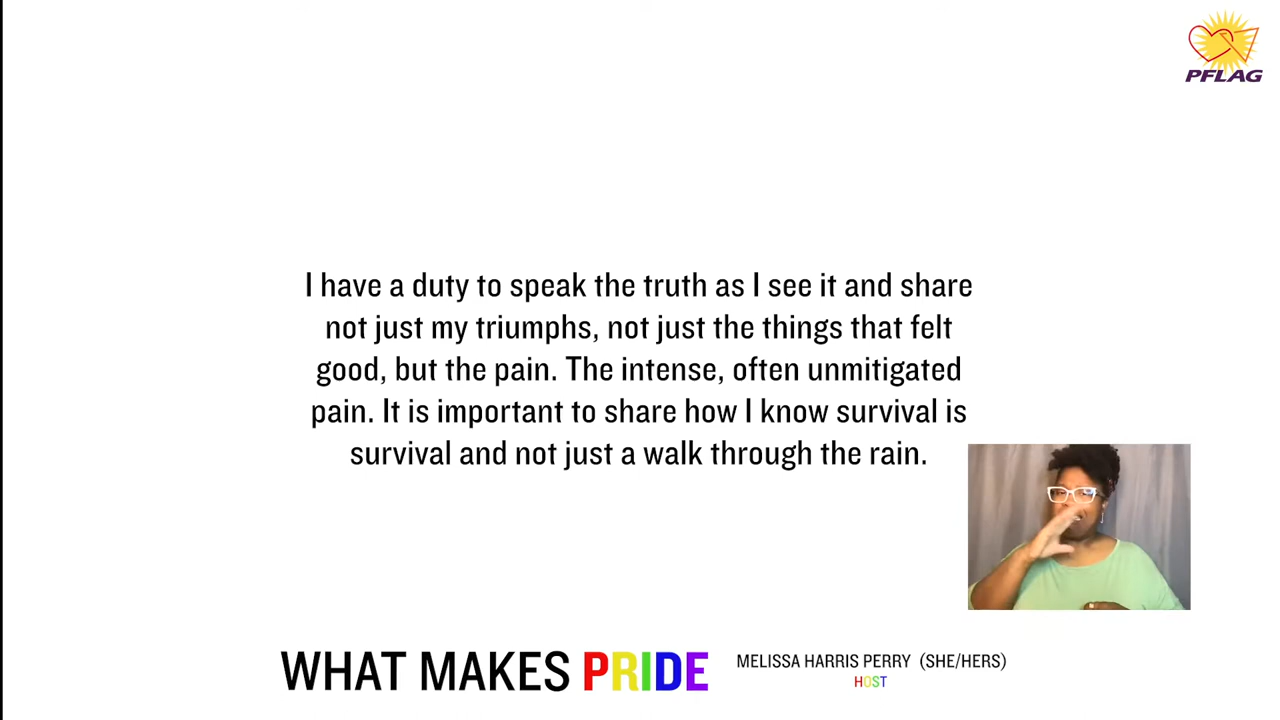 PFLAG
I have a duty to speak the truth as I see it and share
not just my triumphs, not just the things that felt
good, but the pain. The intense, often unmitigated
pain. It is important to share how I know survival is
survival and not just a walk through the rain.
WHAT MAKES PRIDE
MELISSA HARRIS PERRY (SHE/HERS)
HOST